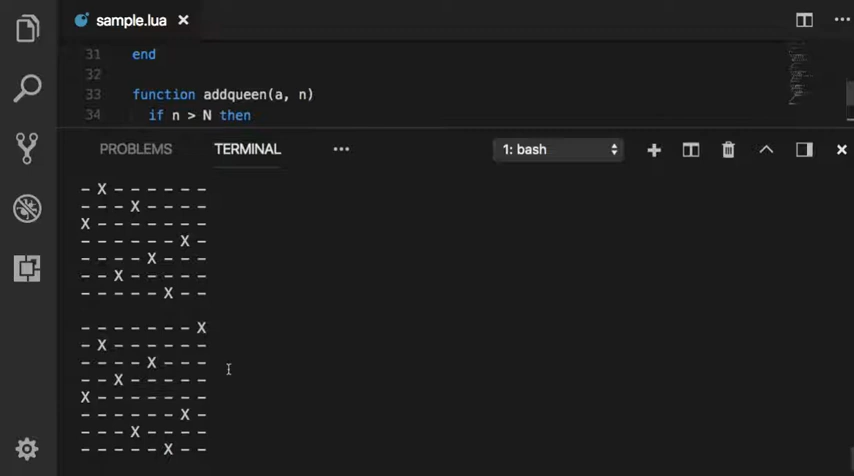 sample.lua ×
31 end
32
33 function addqueen(a, n)
34 if n > N then
PROBLEMS TERMINAL ••• 1: bash
- X - - - - - -
- - - X - - - -
X - - - - - - -
- - - - - - X -
- - - - X - - -
- - X - - - - -
- - - - - X - -
- - - - - - - X
- X - - - - - -
- - - - X - - -
- - X - - - - -
X - - - - - - -
- - - - - - X -
- - - X - - - -
- - - - - X - -